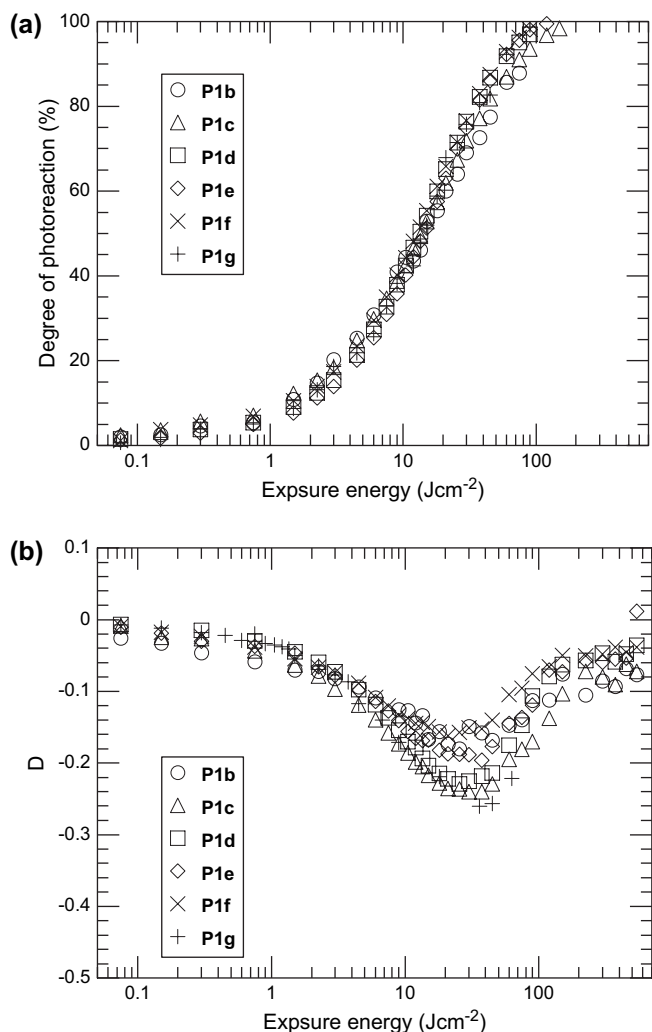 (a)
100
80
60
40
20
0
Degree of photoreaction (%)
P1b
P1c
P1d
P1e
P1f
P1g
0.1
1
10
100
Expsure energy (Jcm-2)
(b)
0.1
0
-0.1
-0.2
-0.3
-0.4
-0.5
D
P1b
P1c
P1d
P1e
P1f
P1g
0.1
1
10
100
Expsure energy (Jcm-2)